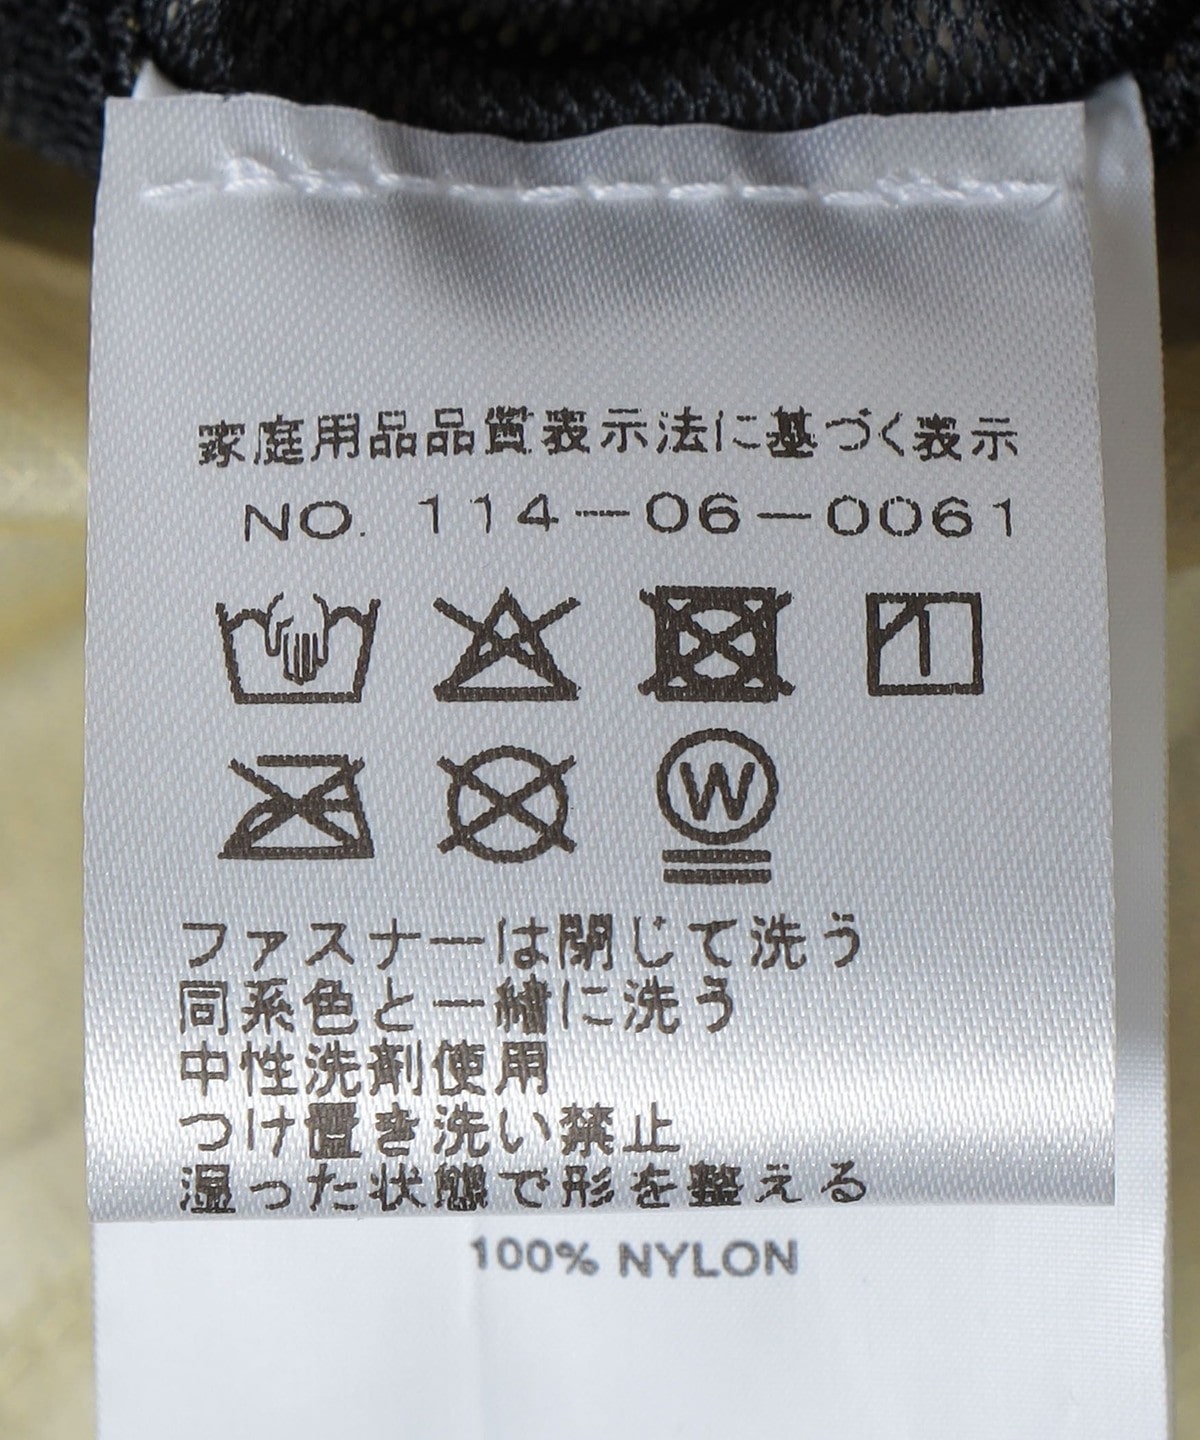 家庭用品品質表示法に基づく表示
NO. 114-06-0061
W
ファスナーは閉じて洗う
同系色と一緒に洗う
中性洗剤使用
つけ置き洗い禁止
湿った状態で形を整える
100% NYLON